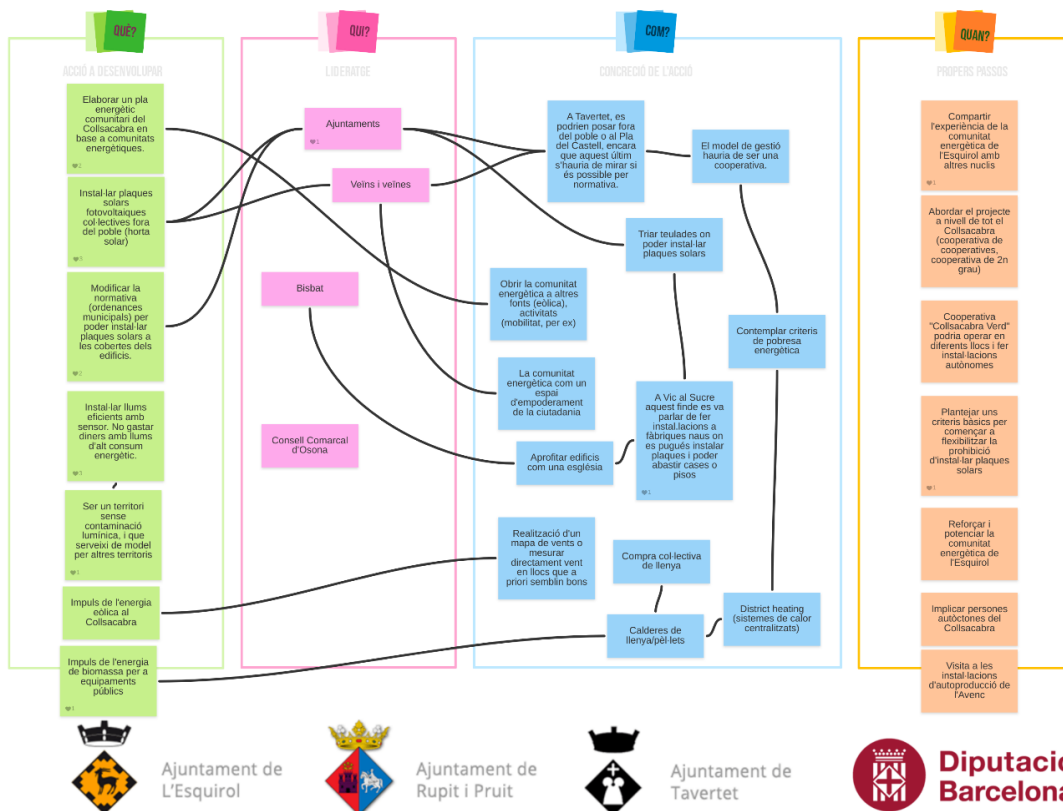 QUÈ?
ACCIÓ A DESENVOLUPAR
Elaborar un pla
energètic
comunitari del
Collsacabra en
base a comunitats
energètiques.
2
Instal·lar plaques
solars
fotovoltaiques
col·lectives fora
del poble (horta
solar)
Modificar la
normativa
(ordenances
municipals) per
poder instal·lar
plaques solars a
les cobertes dels
edificis.
2
Instal·lar llums
eficients amb
sensor. No gastar
diners amb llums
d'alt consum
energètic.
Ser un territori
sense
contaminació
lumínica, i que
serveixi de model
per altres territoris
Impuls de l'energia
eòlica al
Collsacabra
Impuls de l'energia
de biomassa per a
equipaments
públics
1
QUI?
LIDERATGE
Ajuntaments
1
Veïns i veïnes
Bisbat
Consell Comarcal
d'Osona
COM?
CONCRECIÓ DE L'ACCIÓ
A Tavertet, es
podrien posar fora
del poble o al Pla
del Castell, encara
que aquest últim
s'hauria de mirar si
és possible per
normativa.
El model de gestió
hauria de ser una
cooperativa.
Triar teulades on
poder instal·lar
plaques solars
Obrir la comunitat
energètica a altres
fonts (eòlica),
activitats
(mobilitat, per ex)
Contemplar criteris
de pobresa
energètica
La comunitat
energètica com un
espai
d'empoderament
de la ciutadania
A Vic al Sucre
aquest finde es va
parlar de fer
instal.lacions a
fàbriques naus on
es pugués instalar
plaques i poder
abastir cases o
pisos
1
Aprofitar edificis
com una església
Realització d'un
mapa de vents o
mesurar
directament vent
en llocs que a
priori semblin bons
Compra col·lectiva
de llenya
Calderes de
llenya/pèl·lets
District heating
(sistemes de calor
centralitzats)
QUAN?
PROPERS PASSOS
Compartir
l'experiència de la
comunitat
energètica de
l'Esquirol amb
altres nuclis
1
Abordar el projecte
a nivell de tot el
Collsacabra
(cooperativa de
cooperatives,
cooperativa de 2n
grau)
Cooperativa
"Collsacabra Verd"
podria operar en
diferents llocs i fer
instal·lacions
autònomes
Plantejar uns
criteris bàsics per
començar a
flexibilitzar la
prohibició
d'instal·lar plaques
solars
1
Reforçar i
potenciar la
comunitat
energètica de
l'Esquirol
Implicar persones
autòctones del
Collsacabra
Visita a les
instal·lacions
d'autoproducció de
l'Avenc
Ajuntament de
L'Esquirol
Ajuntament de
Rupit i Pruit
Ajuntament de
Tavertet
Diputació
Barcelona